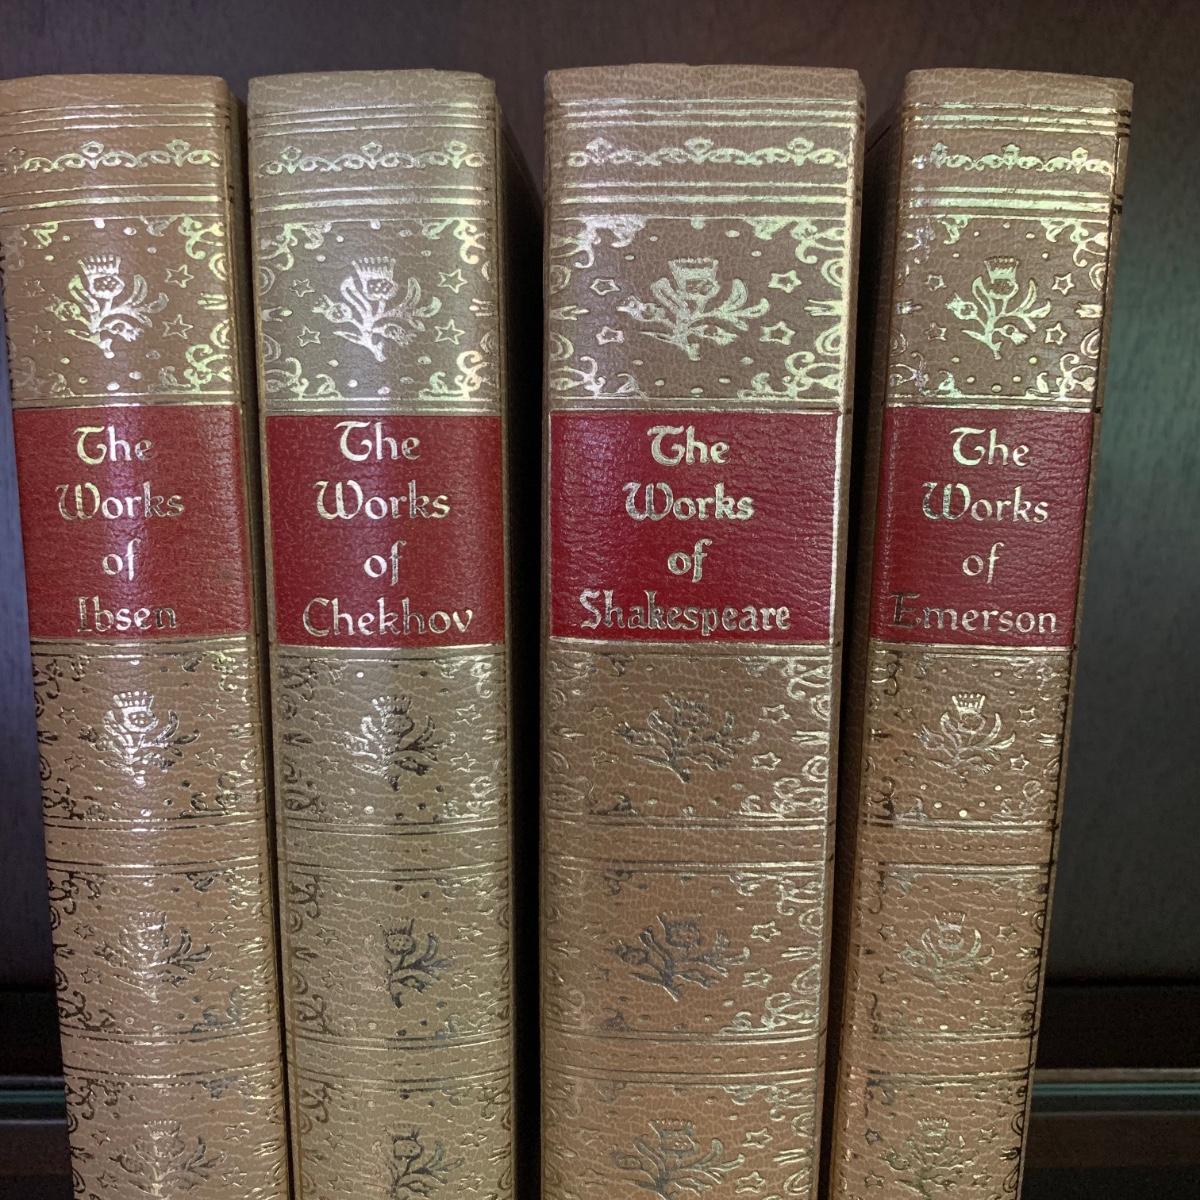 The
Works
of
Ibsen
The
Works
of
Chekhov
The
Works
of
Shakespeare
The
Works
of
Emerson